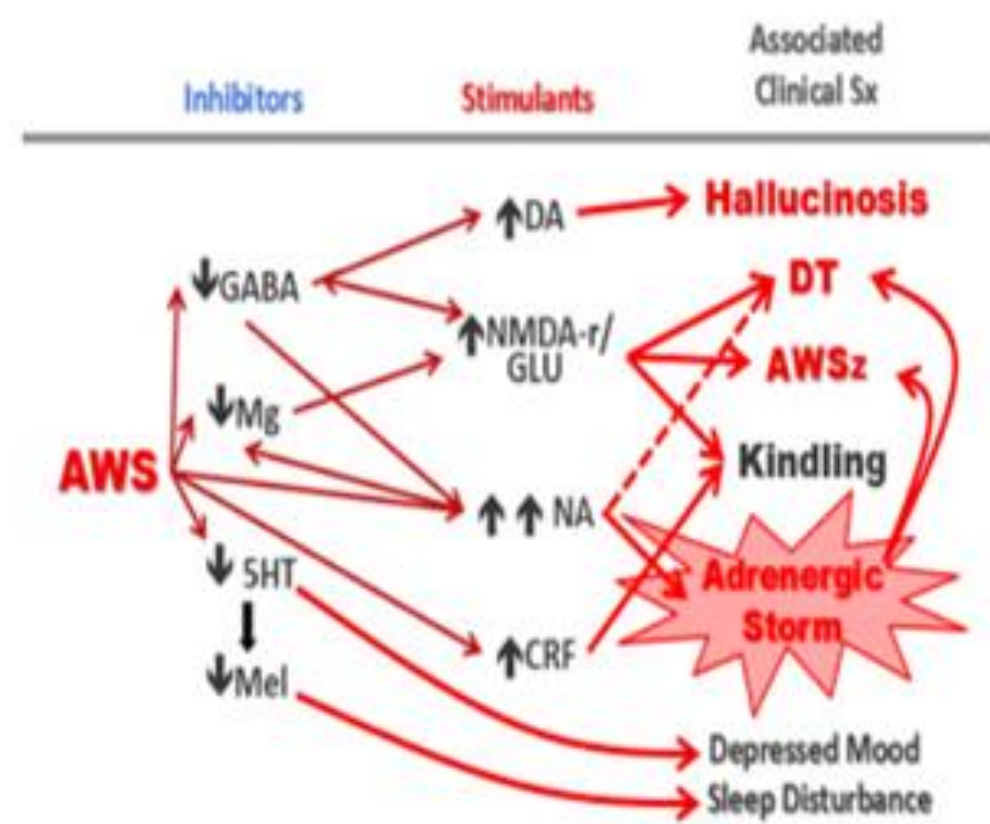 Associated
Clinical Sx
Inhibitors
Stimulants
↑DA
Hallucinosis
↓GABA
DT
↑NMDA-r/
GLU
AWSz
↓Mg
Kindling
AWS
↑ ↑ NA
↓ 5HT
Adrenergic
Storm
↑CRF
↓Mel
Depressed Mood
Sleep Disturbance